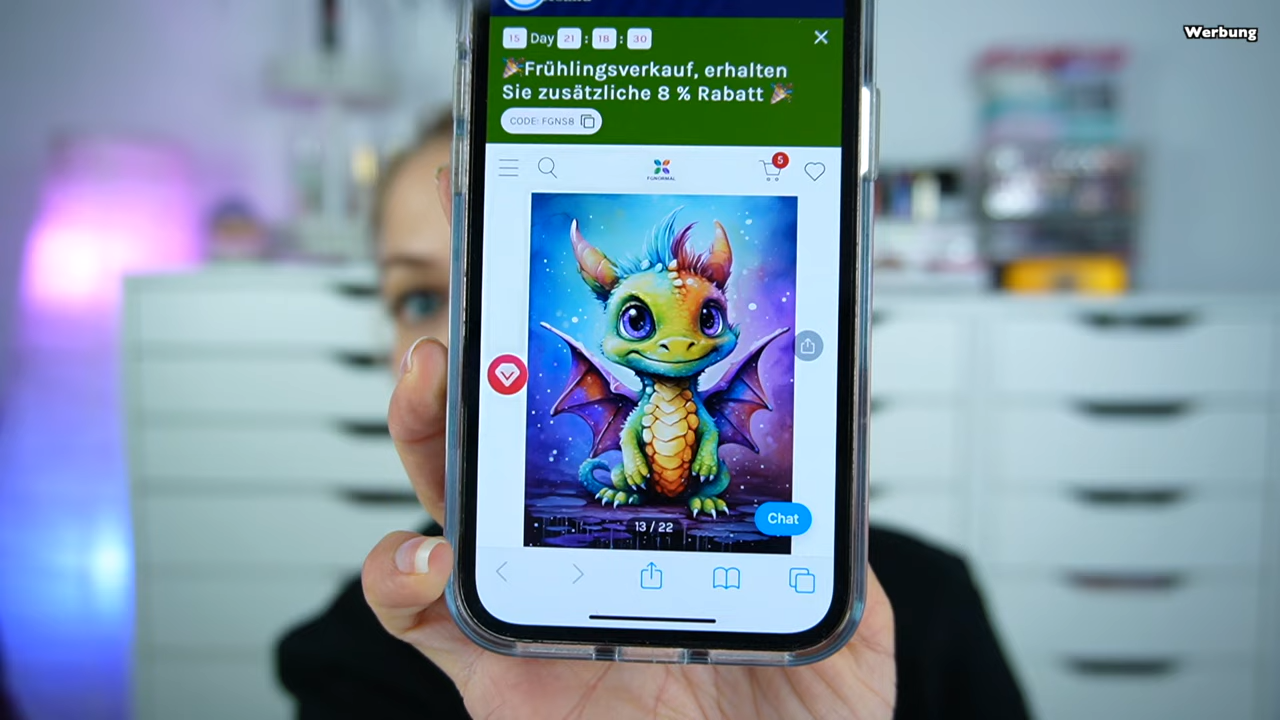 Werbung
15 Day 21 : 18 : 30
🎉Frühlingsverkauf, erhalten
Sie zusätzliche 8 % Rabatt 🎉
CODE: FGNS8
5
FGNORMAL
13 / 22
Chat